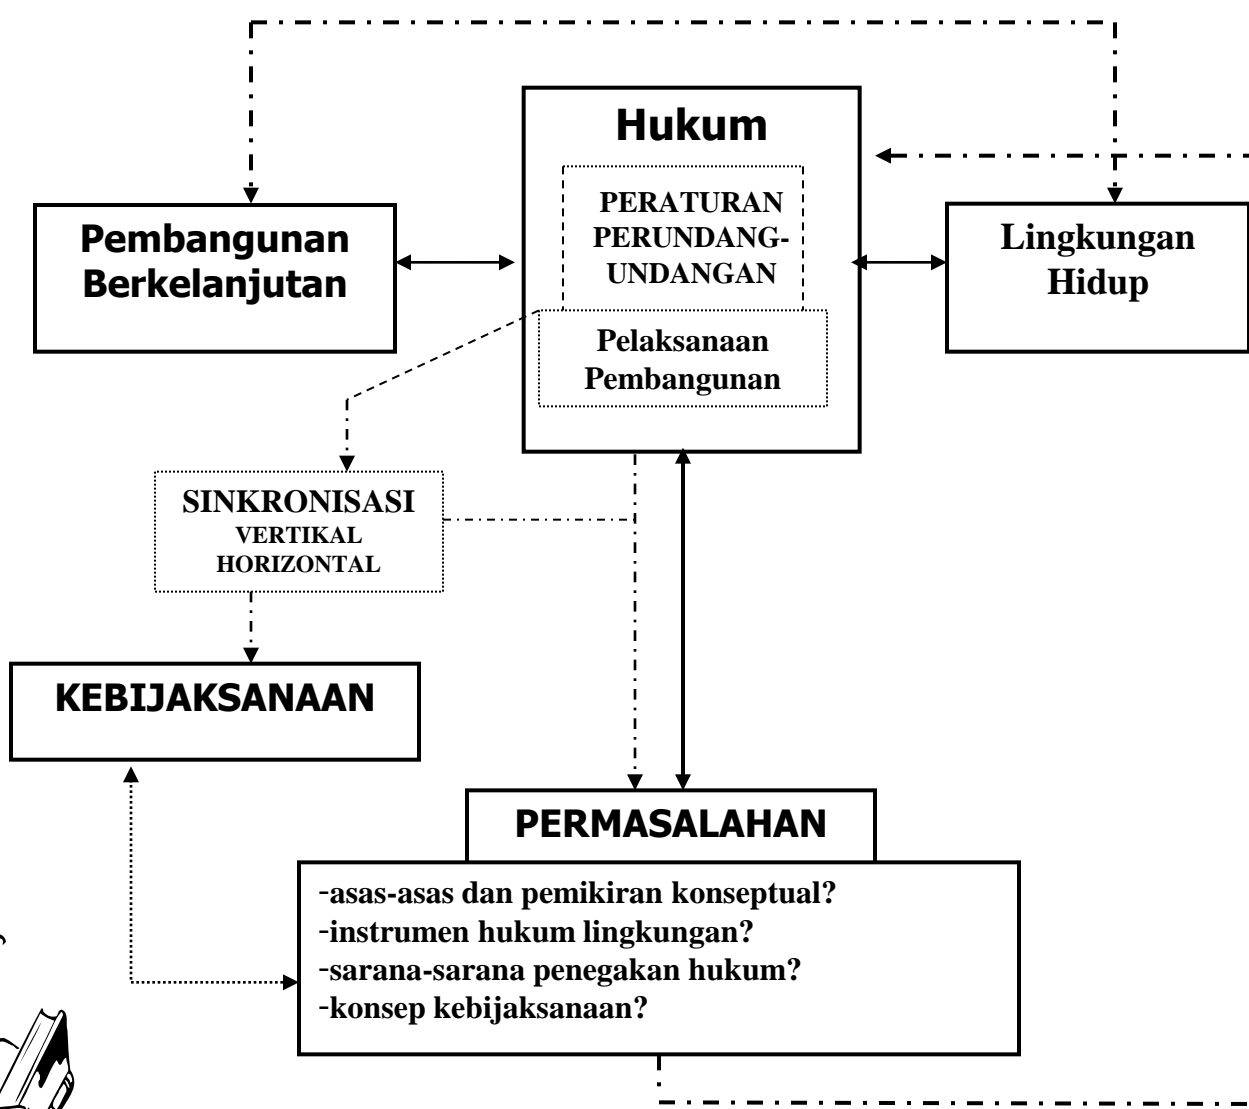 Hukum
PERATURAN
PERUNDANG-
UNDANGAN
Pembangunan
Berkelanjutan
Lingkungan
Hidup
Pelaksanaan
Pembangunan
SINKRONISASI
VERTIKAL
HORIZONTAL
KEBIJAKSANAAN
PERMASALAHAN
-asas-asas dan pemikiran konseptual?
-instrumen hukum lingkungan?
-sarana-sarana penegakan hukum?
-konsep kebijaksanaan?